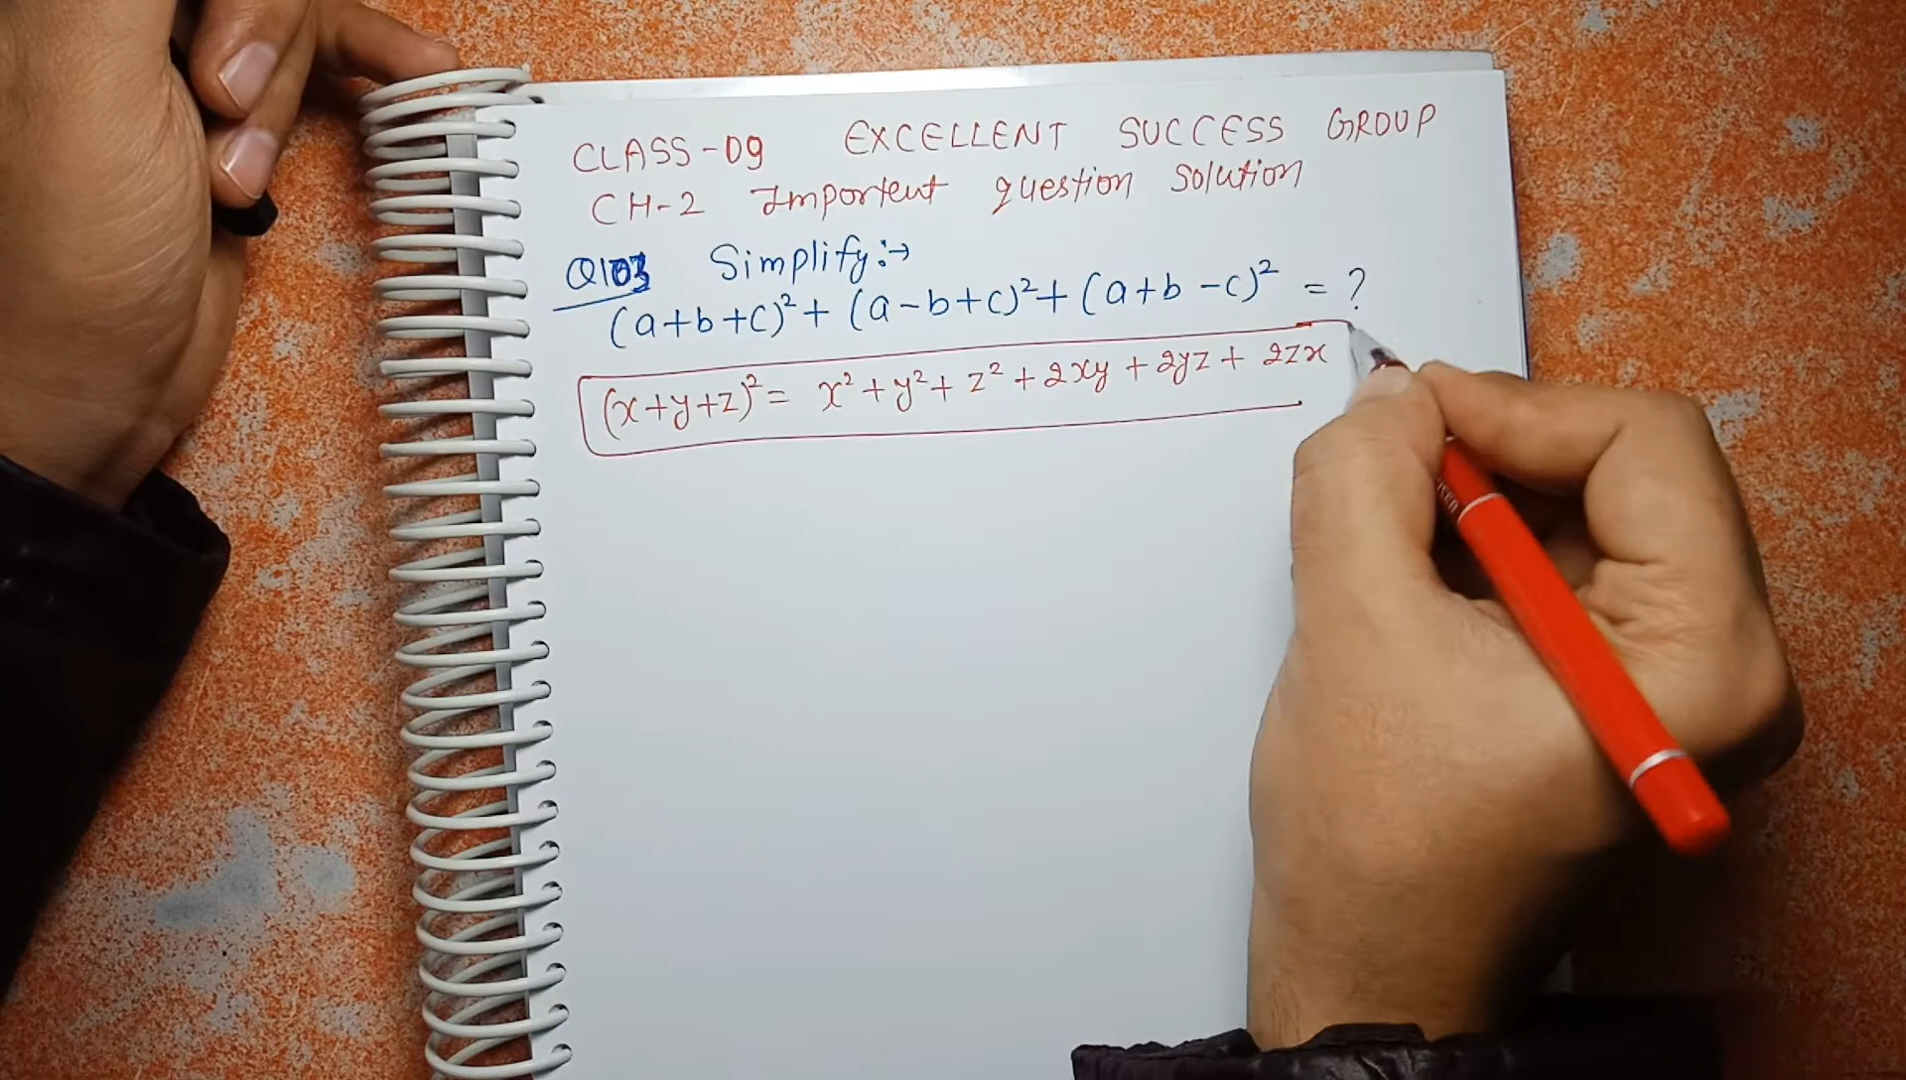 CLASS-09 EXCELLENT SUCCESS GROUP
CH-2 Importent question solution
Q103 Simplify:→
(a+b+c)²+(a-b+c)²+(a+b-c)² = ?
(x+y+z)²= x²+y²+z²+2xy+2yz+2zx